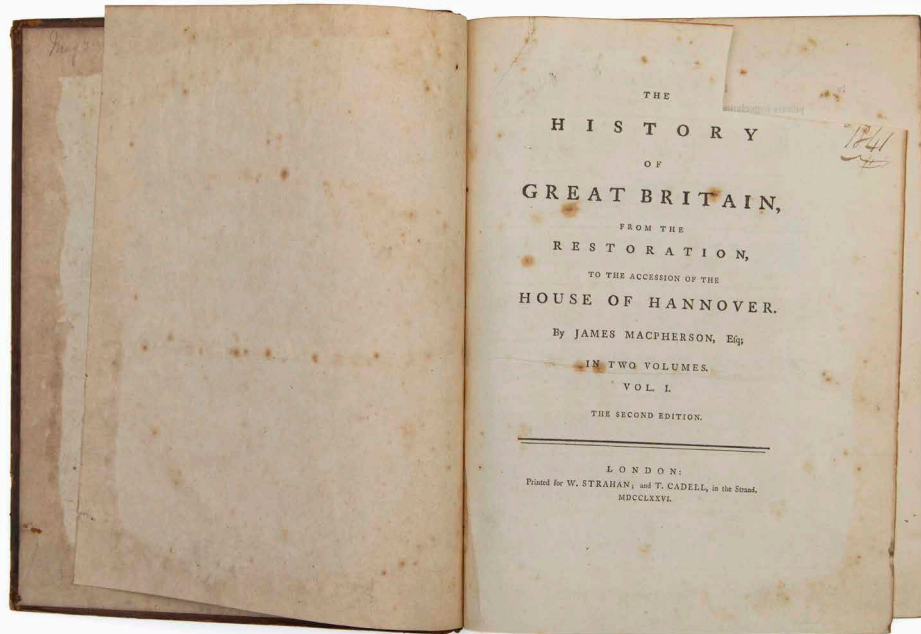 THE
HISTORY
OF
GREAT BRITAIN,
FROM THE
RESTORATION,
TO THE ACCESSION OF THE
HOUSE OF HANNOVER.
By JAMES MACPHERSON, Eſq;
IN TWO VOLUMES.
VOL. I.
THE SECOND EDITION.
LONDON:
Printed for W. STRAHAN; and T. CADELL, in the Strand.
MDCCLXXVI.
1841